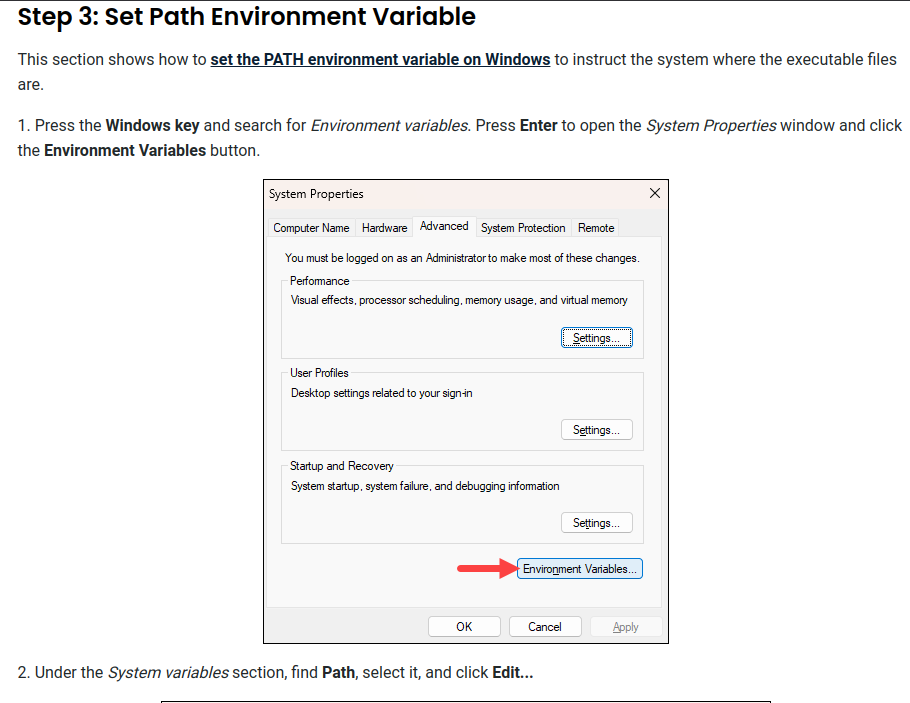 Step 3: Set Path Environment Variable
This section shows how to set the PATH environment variable on Windows to instruct the system where the executable files
are.
1. Press the Windows key and search for Environment variables. Press Enter to open the System Properties window and click
the Environment Variables button.
System Properties
Computer Name Hardware Advanced System Protection Remote
You must be logged on as an Administrator to make most of these changes.
Performance
Visual effects, processor scheduling, memory usage, and virtual memory
Settings...
User Profiles
Desktop settings related to your sign-in
Settings...
Startup and Recovery
System startup, system failure, and debugging information
Settings...
Environment Variables...
OK Cancel Apply
2. Under the System variables section, find Path, select it, and click Edit...